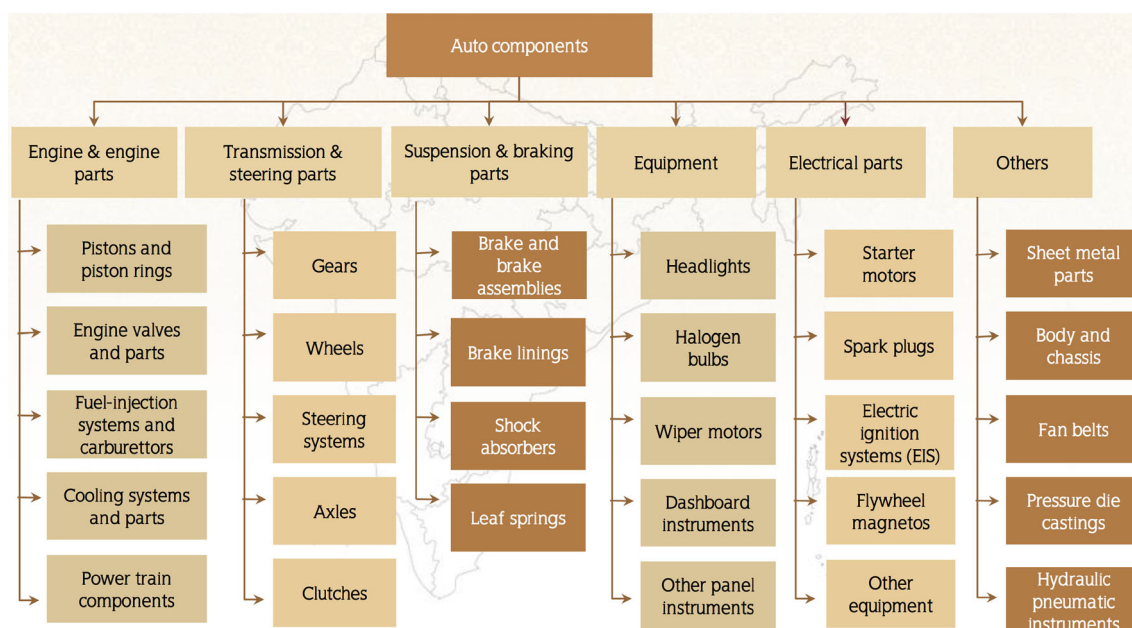 Auto components
Engine & engine
parts
Transmission &
steering parts
Suspension & braking
parts
Equipment
Electrical parts
Others
Pistons and
piston rings
Engine valves
and parts
Fuel-injection
systems and
carburettors
Cooling systems
and parts
Power train
components
Gears
Wheels
Steering
systems
Axles
Clutches
Brake and
brake
assemblies
Brake linings
Shock
absorbers
Leaf springs
Headlights
Halogen
bulbs
Wiper motors
Dashboard
instruments
Other panel
instruments
Starter
motors
Spark plugs
Electric
ignition
systems (EIS)
Flywheel
magnetos
Other
equipment
Sheet metal
parts
Body and
chassis
Fan belts
Pressure die
castings
Hydraulic
pneumatic
instruments